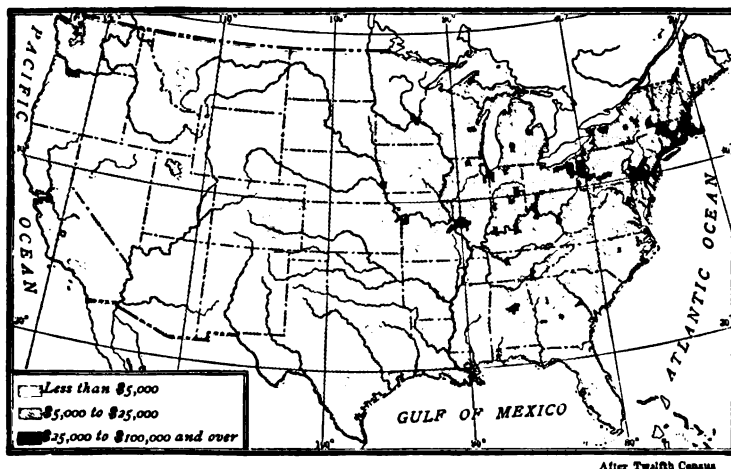 PACIFIC
OCEAN
ATLANTIC OCEAN
GULF OF MEXICO
Less than $5,000
$5,000 to $25,000
$25,000 to $100,000 and over
After Twelfth Census